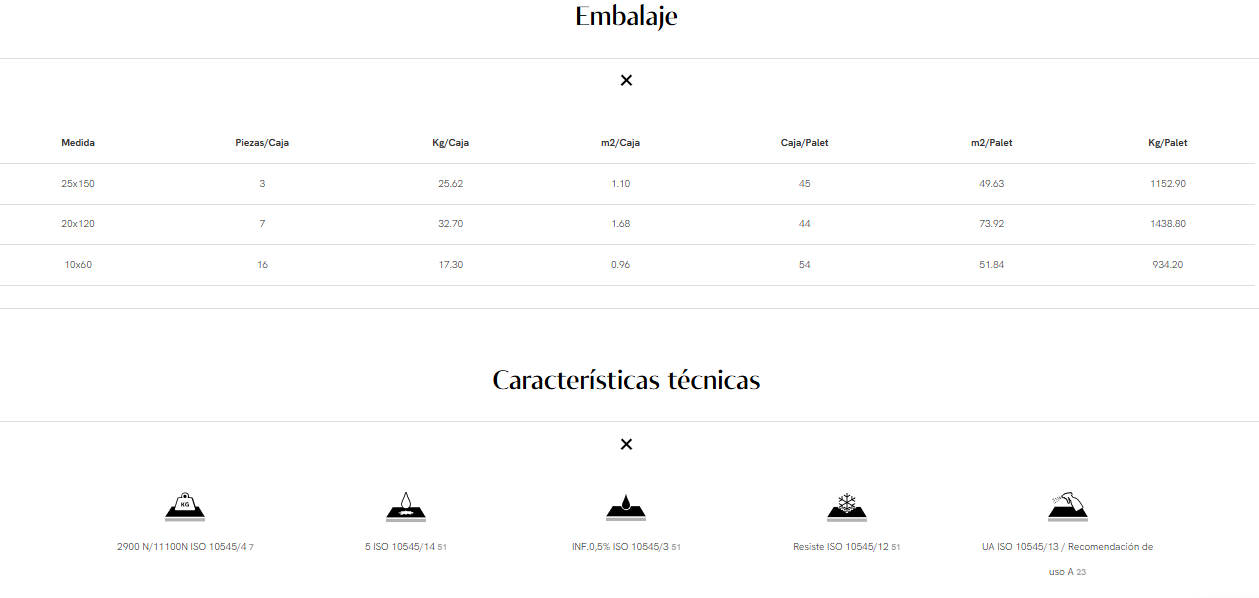 Embalaje
Medida Piezas/Caja Kg/Caja m2/Caja Caja/Palet m2/Palet Kg/Palet
25x150 3 25.62 1.10 45 49.63 1152.90
20x120 7 32.70 1.68 44 73.92 1438.80
10x60 16 17.30 0.96 54 51.84 934.20
Características técnicas
KG
2900 N/11100N ISO 10545/4 7 5 ISO 10545/14 51 INF.0,5% ISO 10545/3 51 Resiste ISO 10545/12 51 UA ISO 10545/13 / Recomendación de
uso A 23